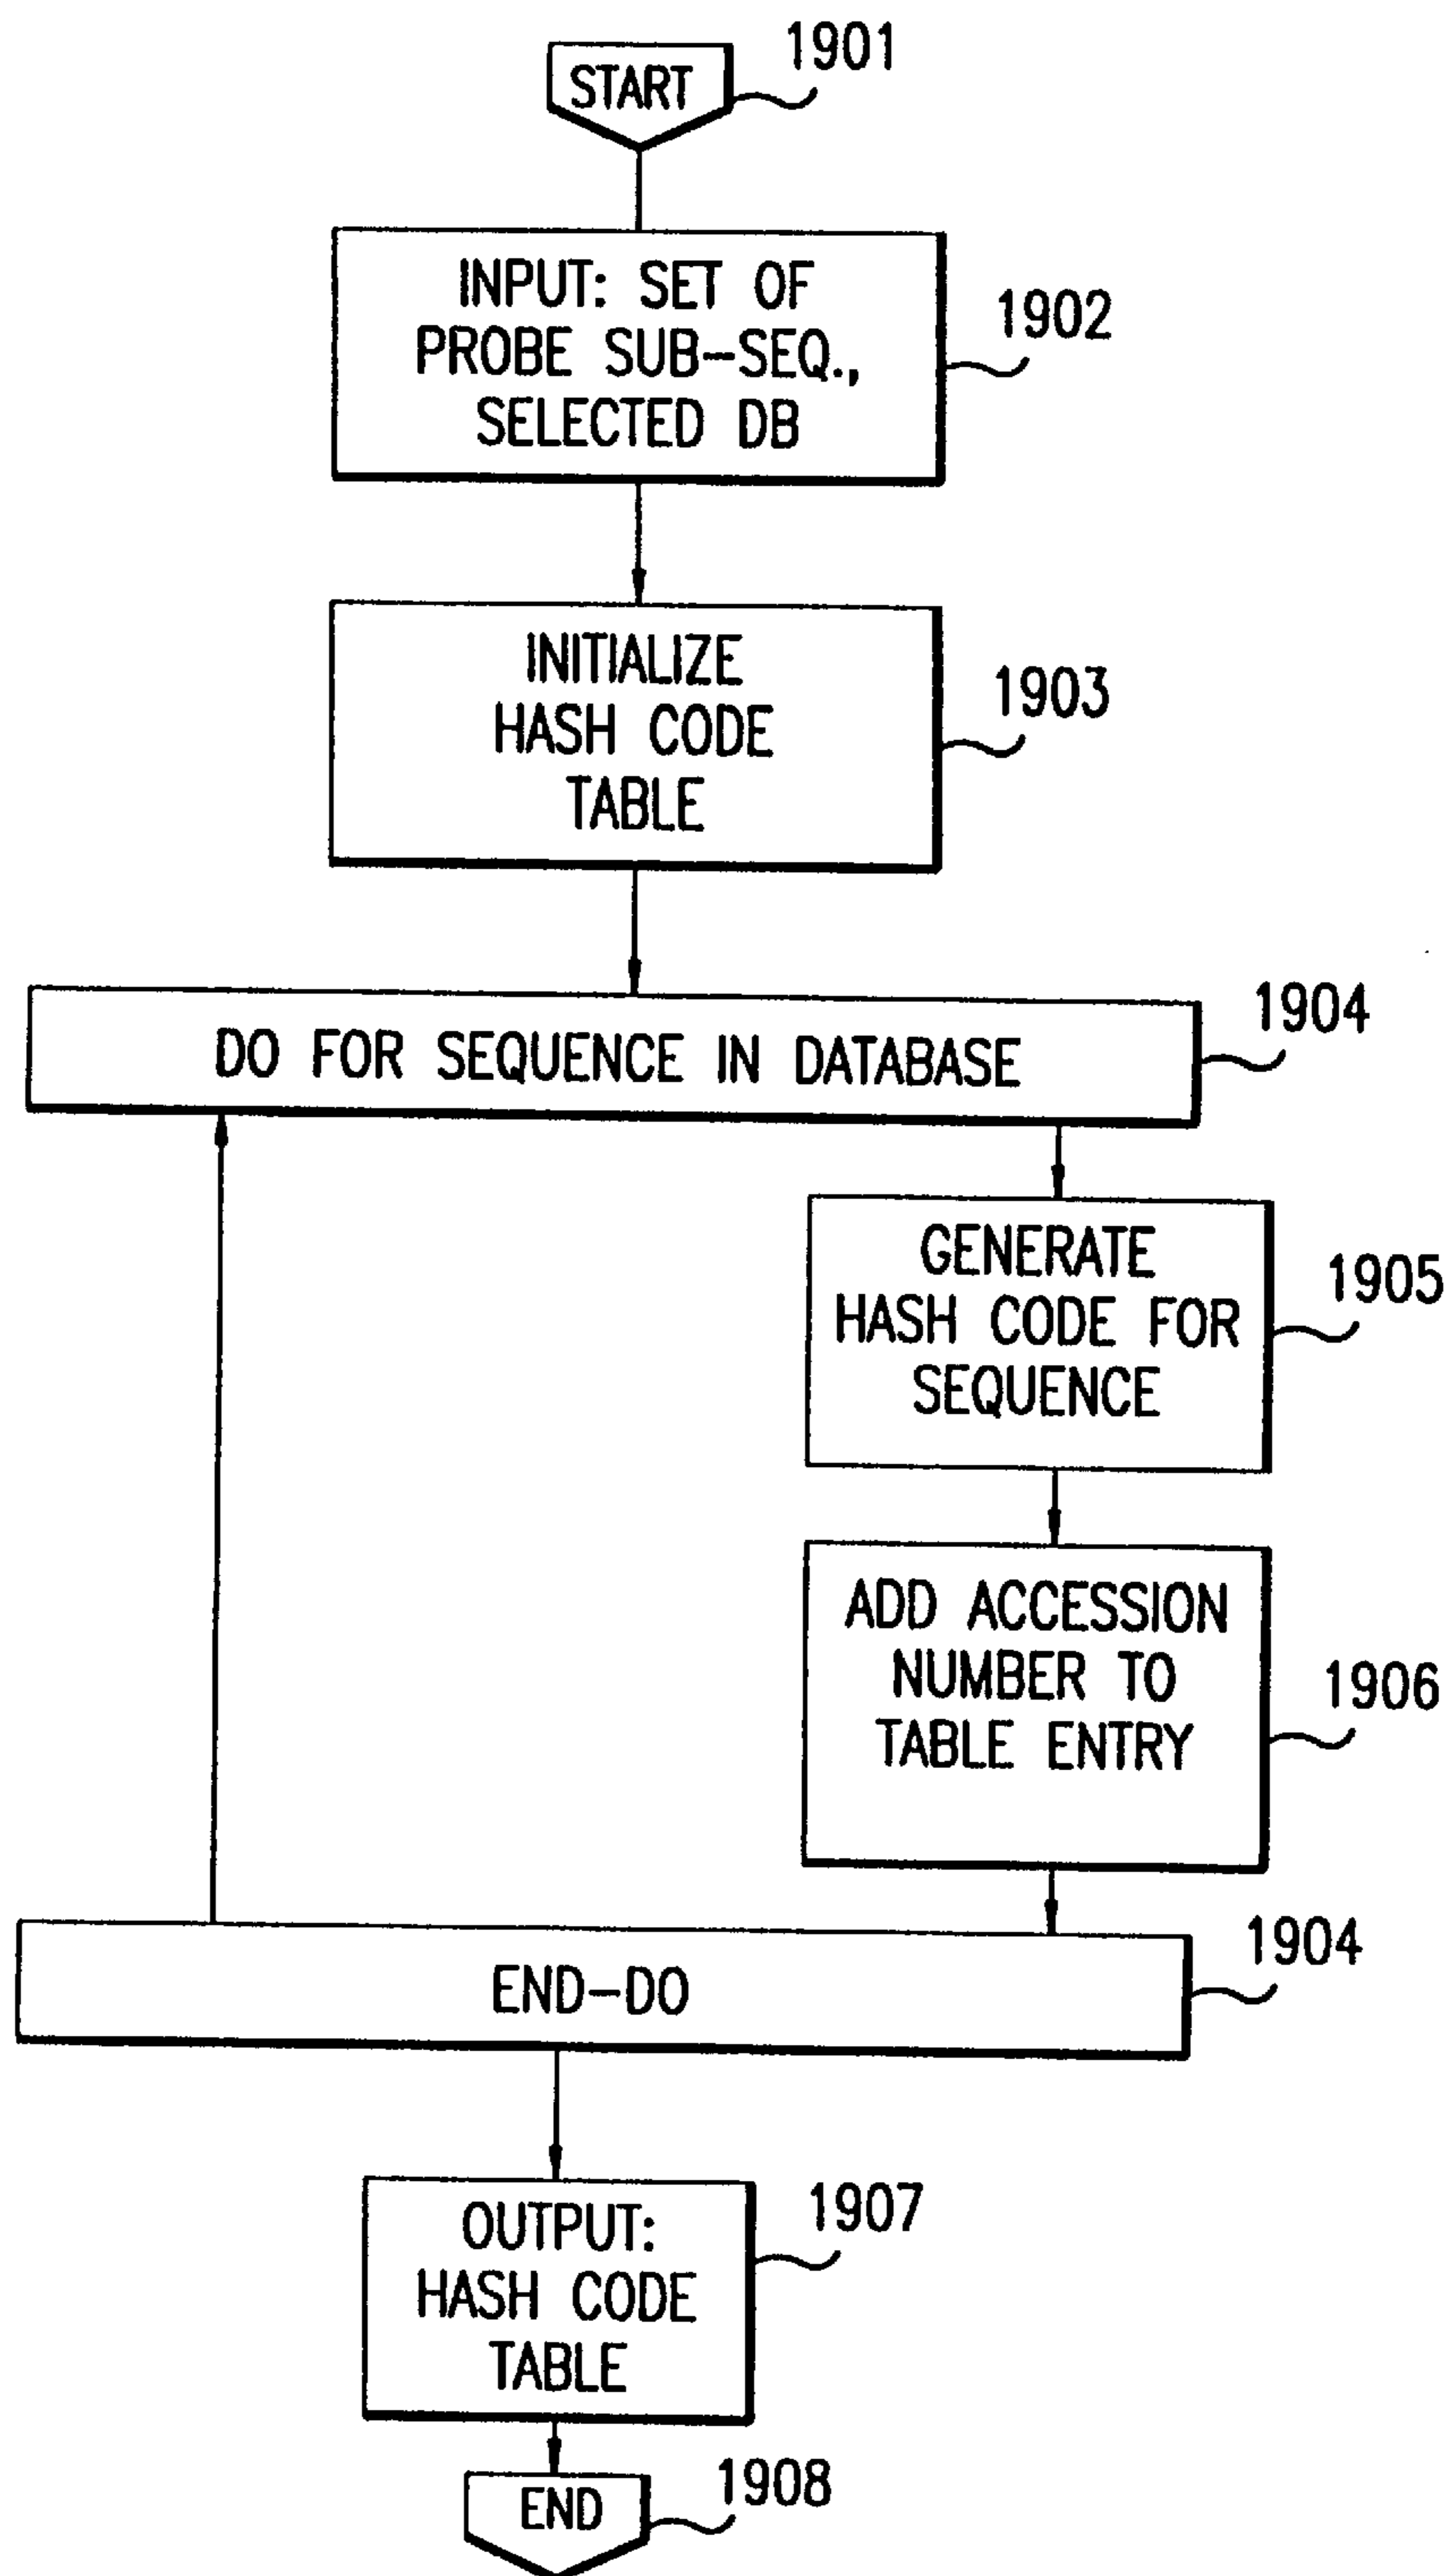 START
1901
INPUT: SET OF
PROBE SUB-SEQ.,
SELECTED DB
1902
INITIALIZE
HASH CODE
TABLE
1903
DO FOR SEQUENCE IN DATABASE
1904
GENERATE
HASH CODE FOR
SEQUENCE
1905
ADD ACCESSION
NUMBER TO
TABLE ENTRY
1906
END-DO
1904
OUTPUT:
HASH CODE
TABLE
1907
END
1908